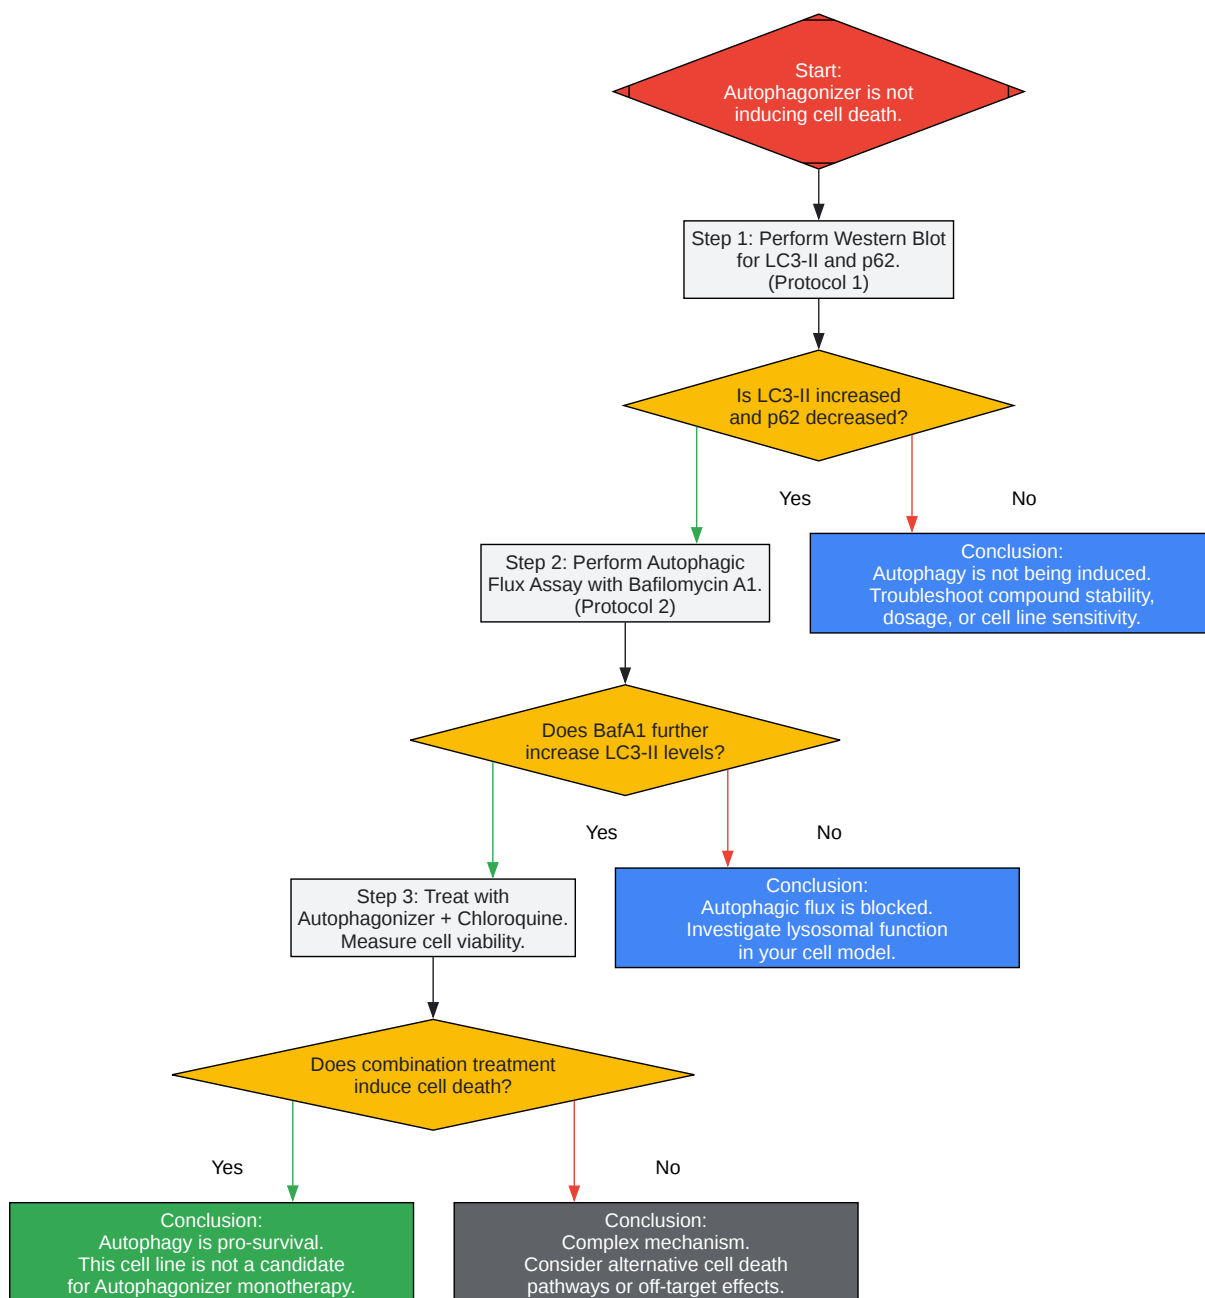 Start:
Autophagonizer is not
inducing cell death.
Step 1: Perform Western Blot
for LC3-II and p62.
(Protocol 1)
Is LC3-II increased
and p62 decreased?
Yes
No
Step 2: Perform Autophagic
Flux Assay with Bafilomycin A1.
(Protocol 2)
Conclusion:
Autophagy is not being induced.
Troubleshoot compound stability,
dosage, or cell line sensitivity.
Does BafA1 further
increase LC3-II levels?
Yes
No
Step 3: Treat with
Autophagonizer + Chloroquine.
Measure cell viability.
Conclusion:
Autophagic flux is blocked.
Investigate lysosomal function
in your cell model.
Does combination treatment
induce cell death?
Yes
No
Conclusion:
Autophagy is pro-survival.
This cell line is not a candidate
for Autophagonizer monotherapy.
Conclusion:
Complex mechanism.
Consider alternative cell death
pathways or off-target effects.